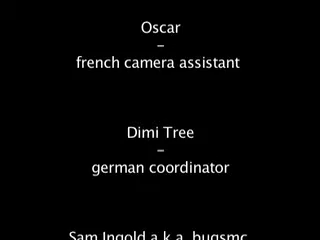 Oscar
-
french camera assistant
Dimi Tree
-
german coordinator
Sam Ingold a.k.a. bugsmc